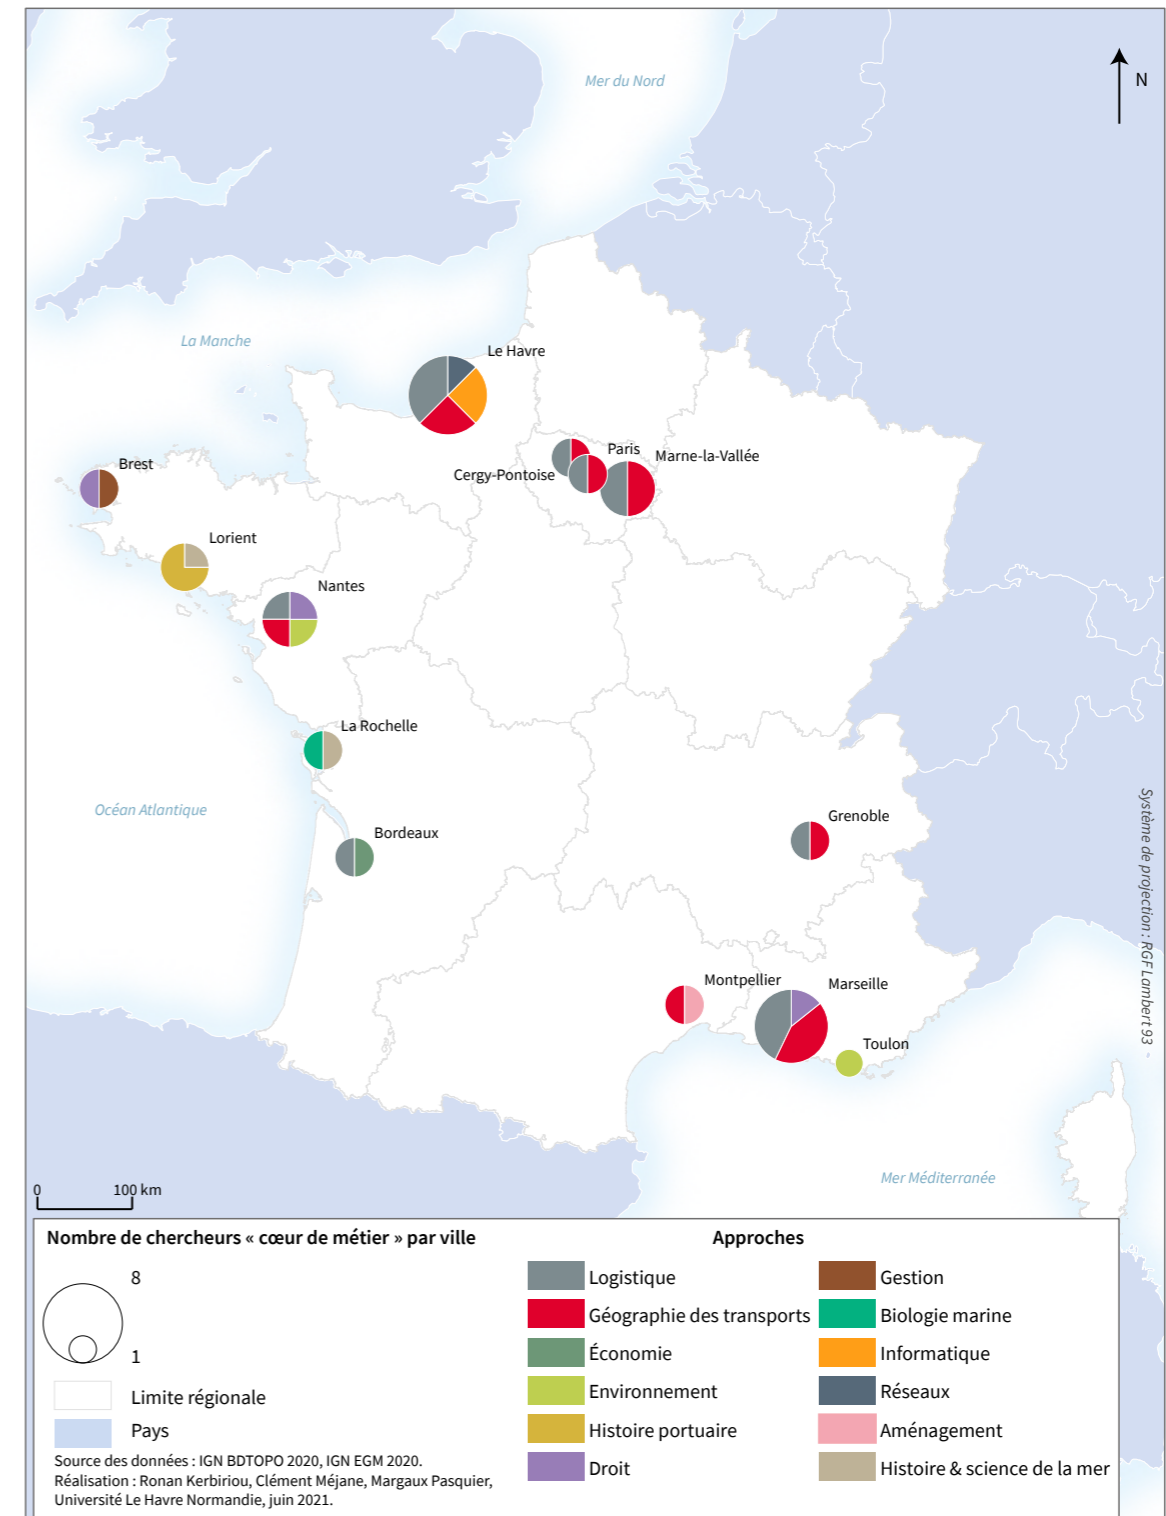 Mer du Nord
N
La Manche
Le Havre
Paris
Marne-la-Vallée
Cergy-Pontoise
Brest
Lorient
Nantes
La Rochelle
Océan Atlantique
Bordeaux
Grenoble
Système de projection : RGF Lambert 93 -
Montpellier
Marseille
Toulon
Mer Méditerranée
0 100 km
Nombre de chercheurs « cœur de métier » par ville
8
1
Limite régionale
Pays
Source des données : IGN BDTOPO 2020, IGN EGM 2020.
Réalisation : Ronan Kerbiriou, Clément Méjane, Margaux Pasquier,
Université Le Havre Normandie, juin 2021.
Approches
Logistique
Géographie des transports
Économie
Environnement
Histoire portuaire
Droit
Gestion
Biologie marine
Informatique
Réseaux
Aménagement
Histoire & science de la mer